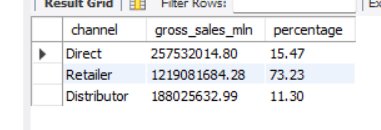 Result Grid Filter Rows: Ex
channel gross_sales_mln percentage
Direct 257532014.80 15.47
Retailer 1219081684.28 73.23
Distributor 188025632.99 11.30